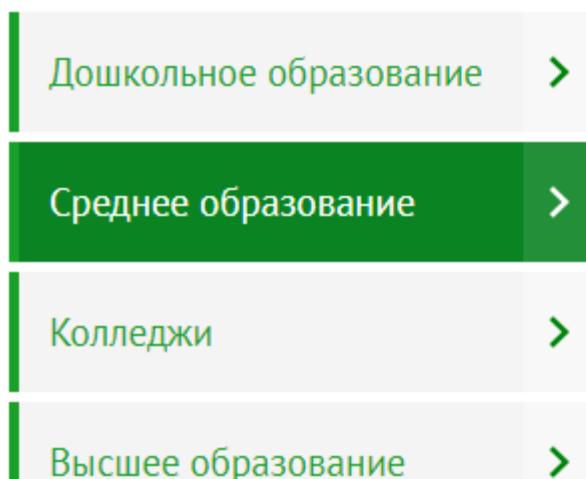 Дошкольное образование
Среднее образование
Колледжи
Высшее образование